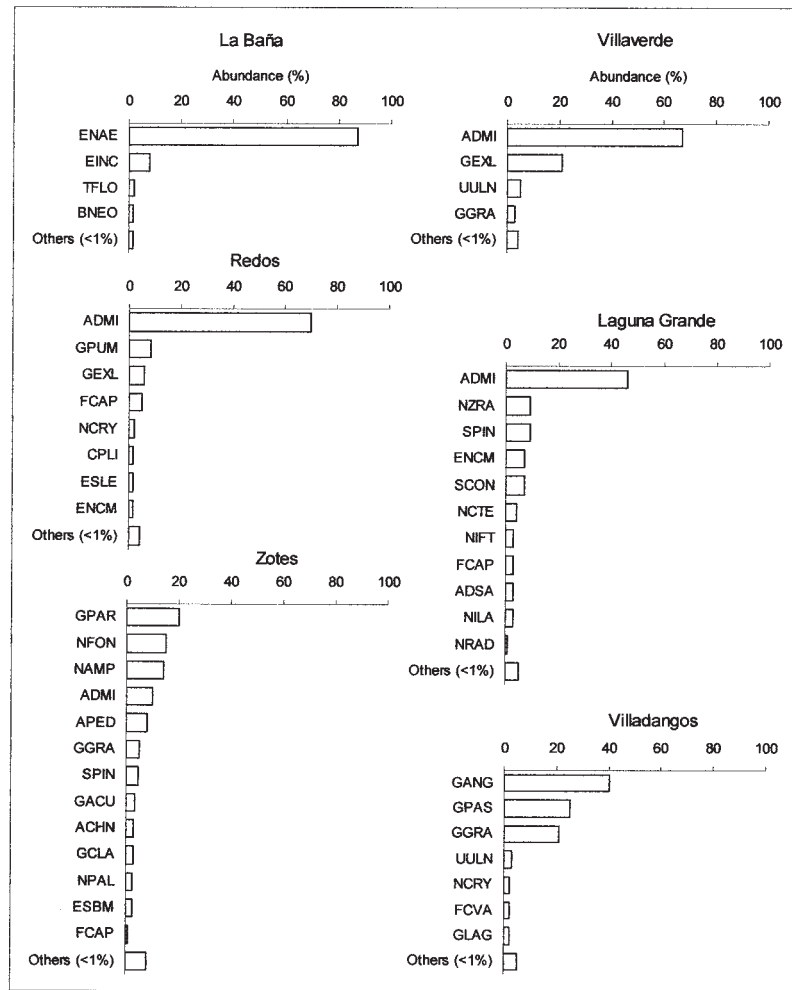 La Baña
Abundance (%)
0 20 40 60 80 100
ENAE
EINC
TFLO
BNEO
Others (<1%)
Redos
0 20 40 60 80 100
ADMI
GPUM
GEXL
FCAP
NCRY
CPLI
ESLE
ENCM
Others (<1%)
Zotes
0 20 40 60 80 100
GPAR
NFON
NAMP
ADMI
APED
GGRA
SPIN
GACU
ACHN
GCLA
NPAL
ESBM
FCAP
Others (<1%)
Villaverde
Abundance (%)
0 20 40 60 80 100
ADMI
GEXL
UULN
GGRA
Others (<1%)
Laguna Grande
0 20 40 60 80 100
ADMI
NZRA
SPIN
ENCM
SCON
NCTE
NIFT
FCAP
ADSA
NILA
NRAD
Others (<1%)
Villadangos
0 20 40 60 80 100
GANG
GPAS
GGRA
UULN
NCRY
FCVA
GLAG
Others (<1%)